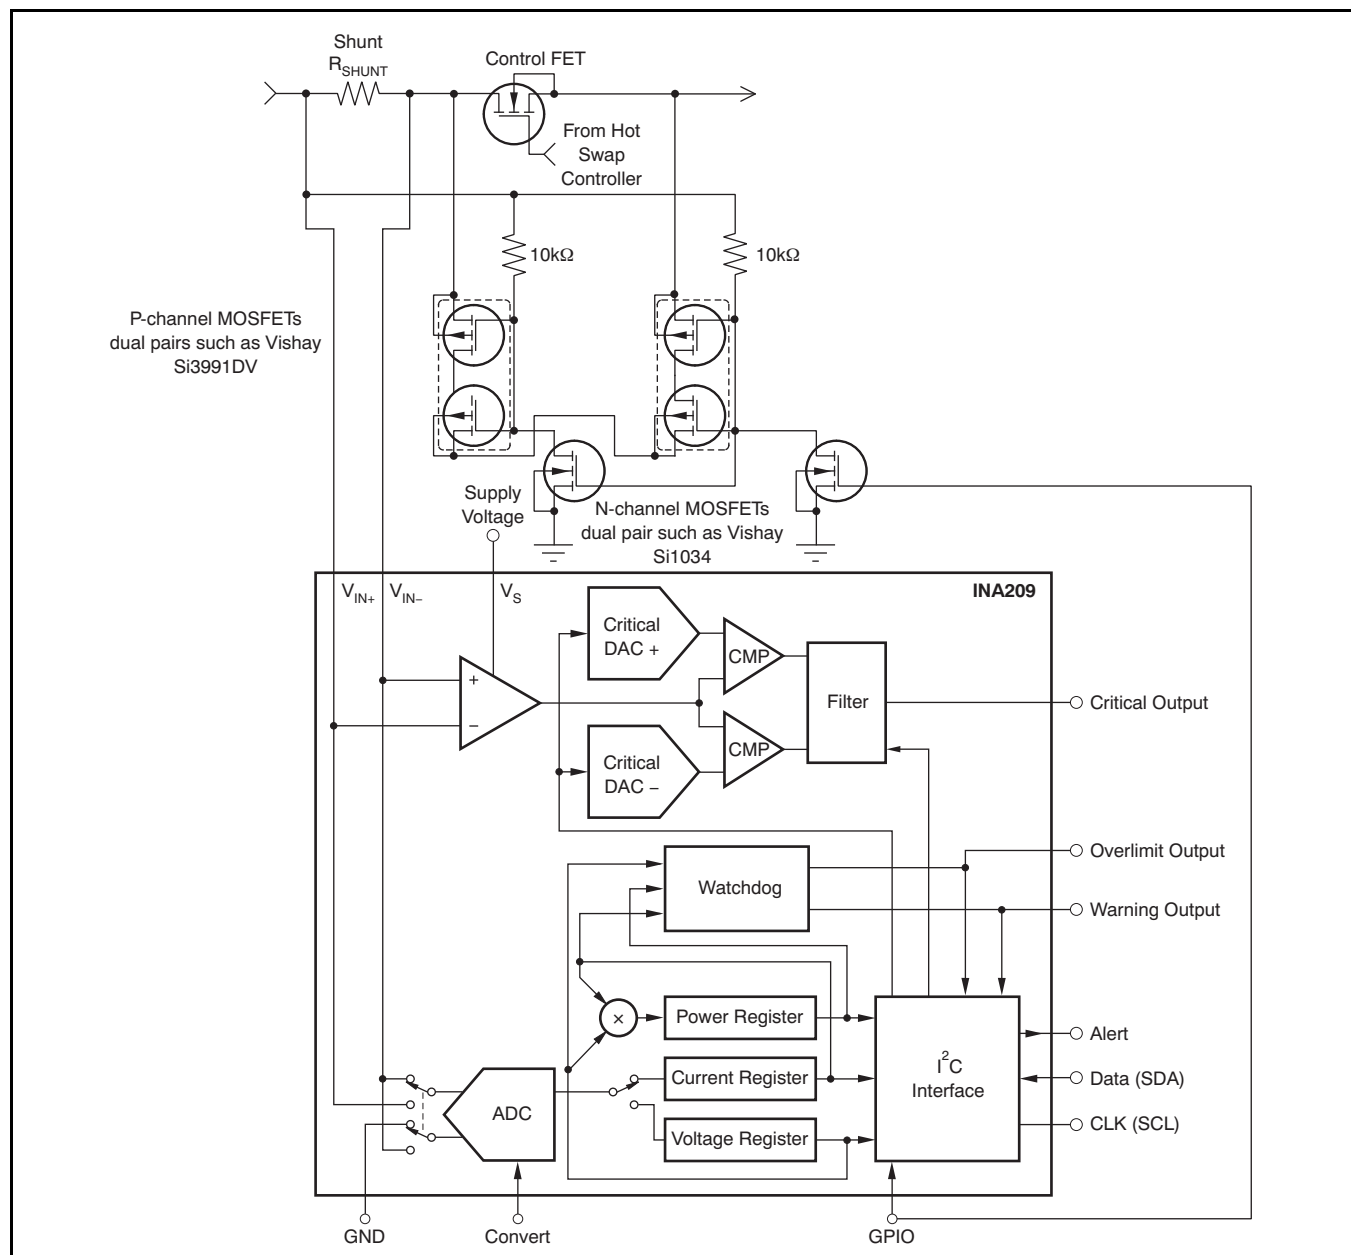 Shunt
R_SHUNT
Control FET
From Hot
Swap
Controller
10kΩ
10kΩ
P-channel MOSFETs
dual pairs such as Vishay
Si3991DV
Supply
Voltage
N-channel MOSFETs
dual pair such as Vishay
Si1034
V_IN+
V_IN−
V_S
INA209
Critical
DAC +
CMP
+
−
Filter
Critical Output
Critical
DAC −
CMP
Overlimit Output
Watchdog
Warning Output
×
Power Register
Alert
Current Register
I²C
Interface
Data (SDA)
ADC
CLK (SCL)
Voltage Register
GND
Convert
GPIO